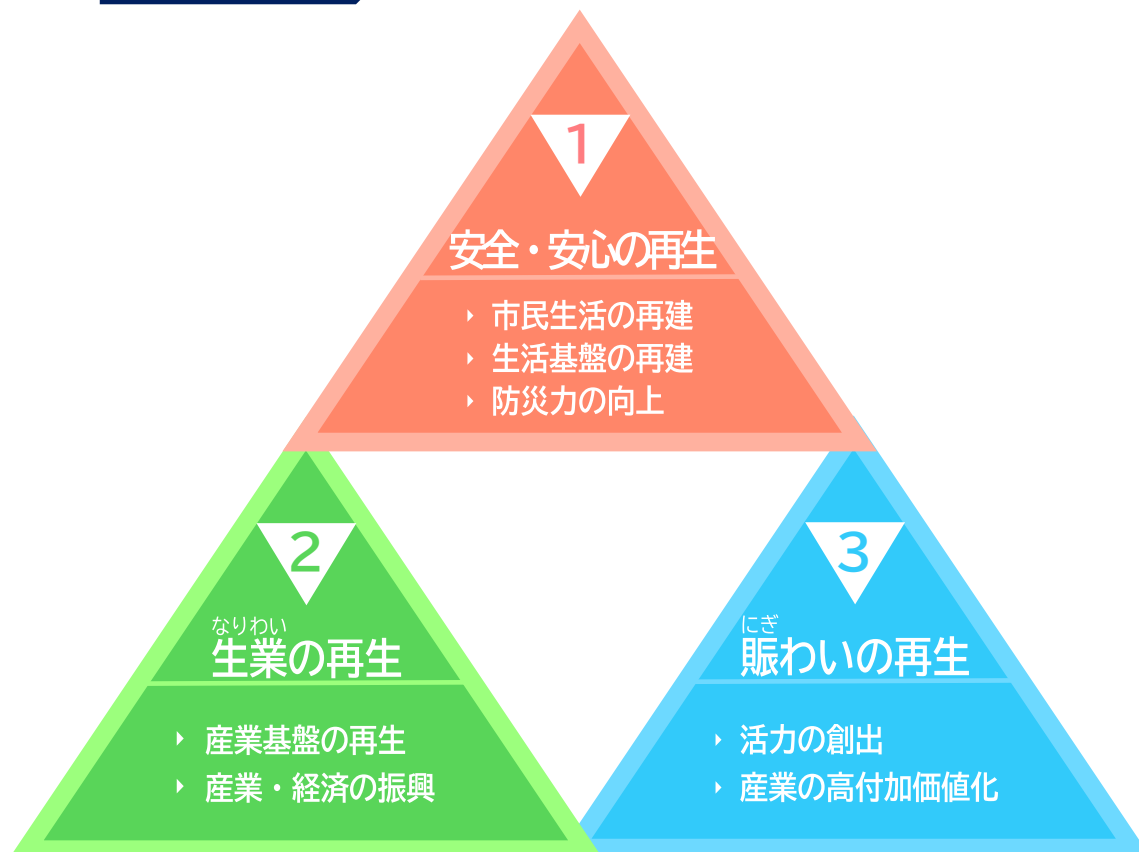 1
安全・安心の再生
市民生活の再建
生活基盤の再建
防災力の向上
2
なりわい
生業の再生
産業基盤の再生
産業・経済の振興
3
にぎ
賑わいの再生
活力の創出
産業の高付加価値化